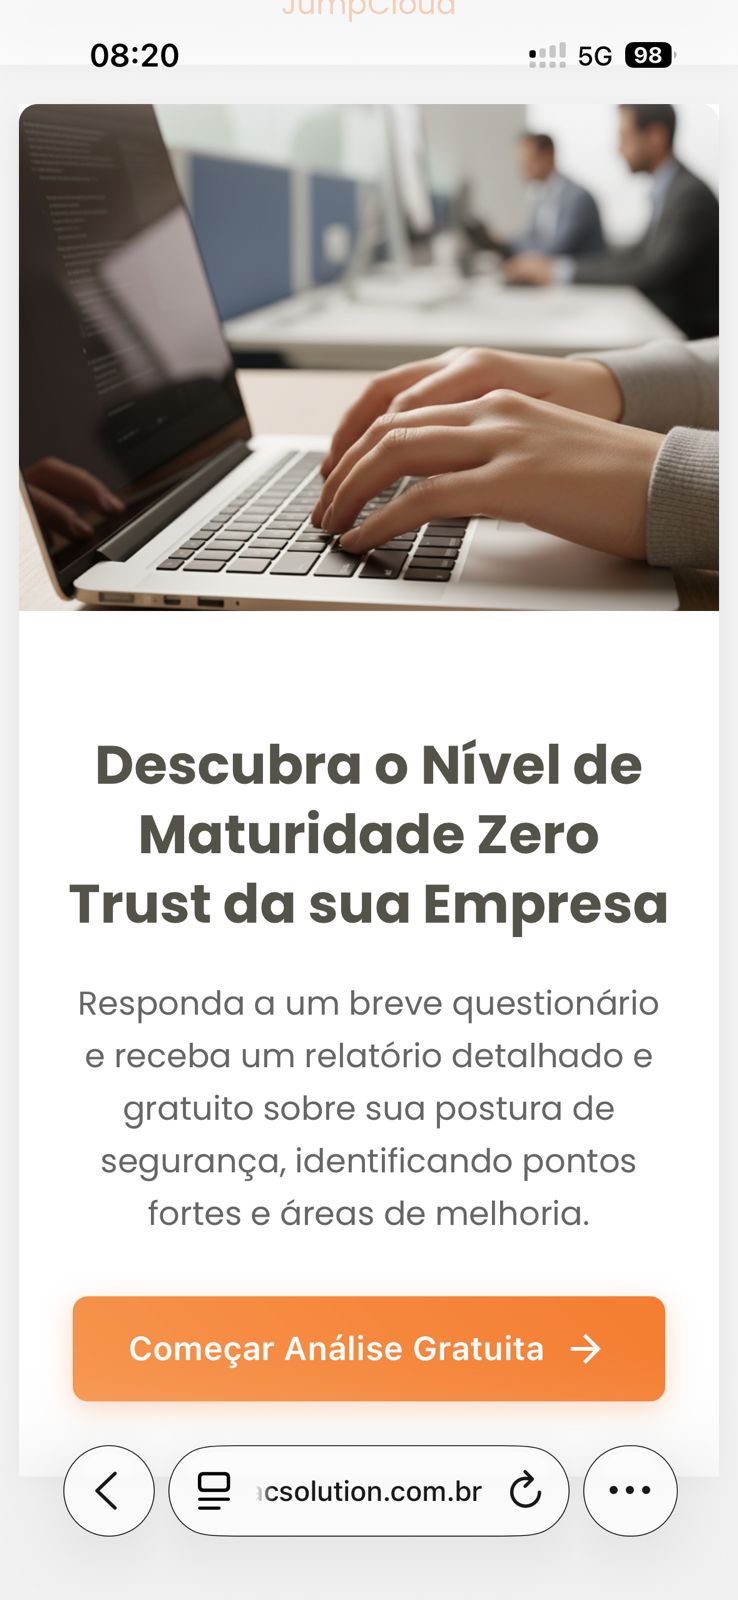 JumpCloud
08:20
5G 98
Descubra o Nível de
Maturidade Zero
Trust da sua Empresa
Responda a um breve questionário
e receba um relatório detalhado e
gratuito sobre sua postura de
segurança, identificando pontos
fortes e áreas de melhoria.
Começar Análise Gratuita →
acsolution.com.br